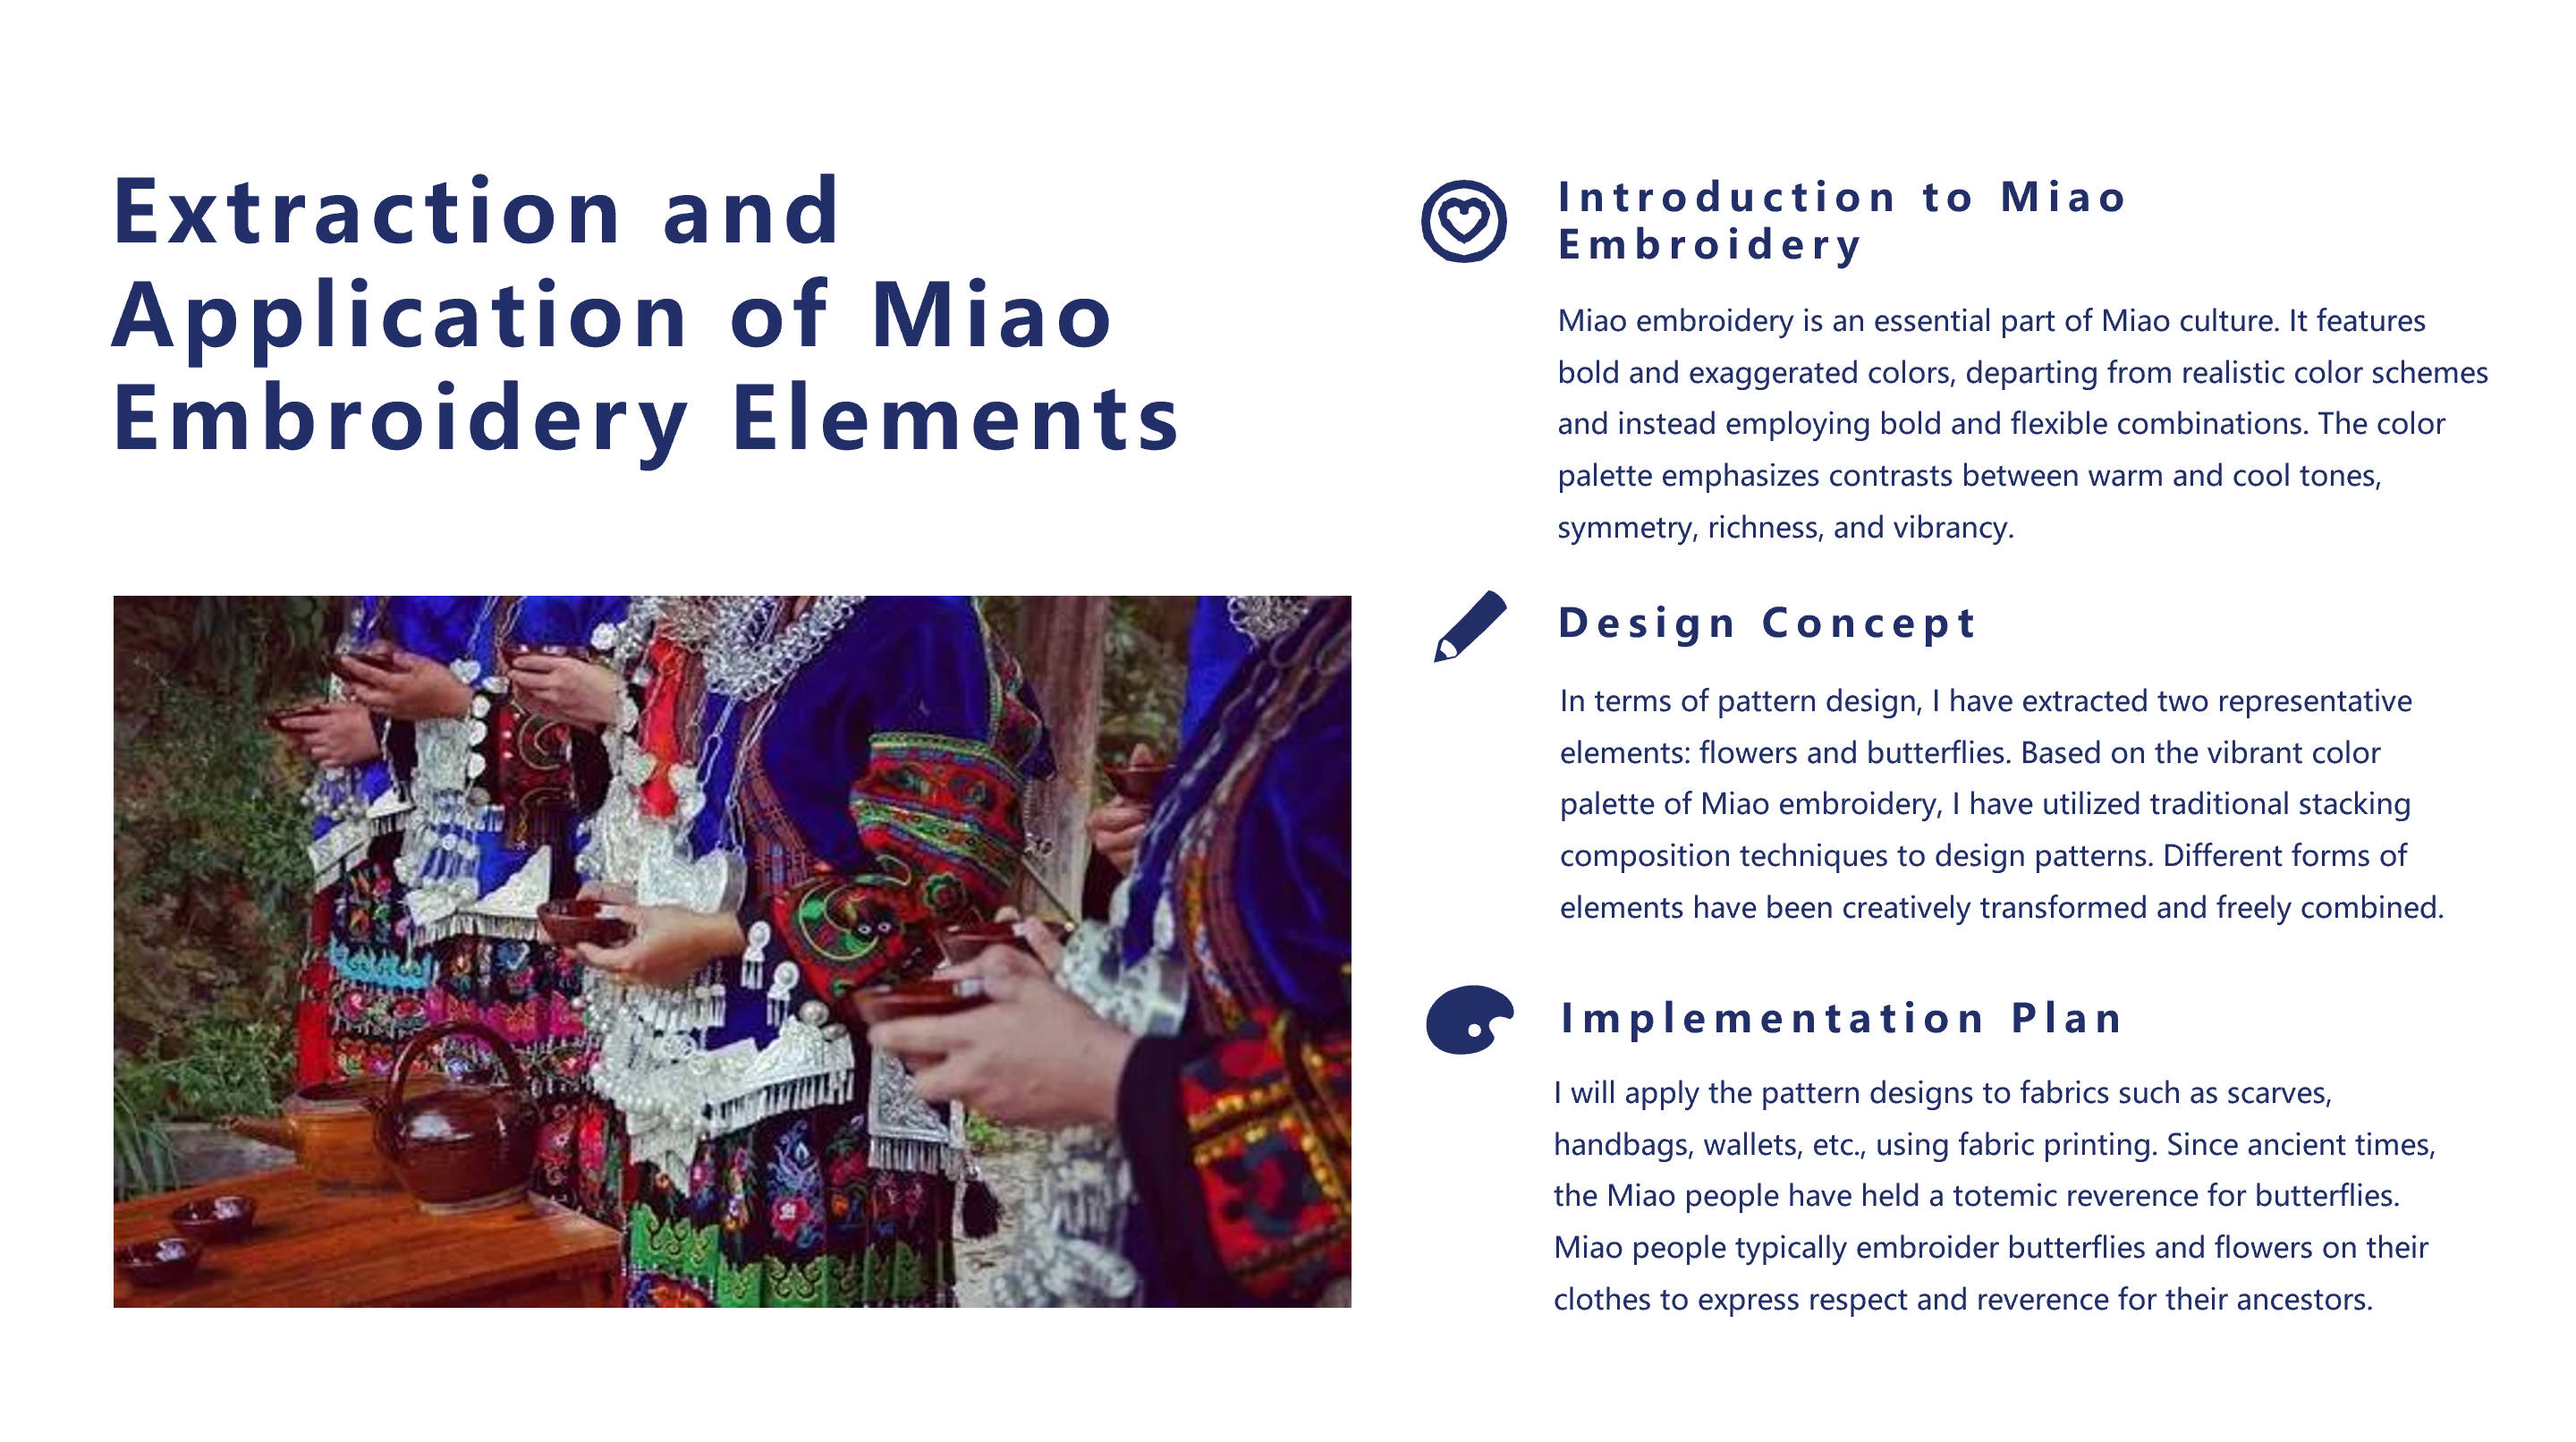 Extraction and
Application of Miao
Embroidery Elements
Introduction to Miao
Embroidery
Miao embroidery is an essential part of Miao culture. It features
bold and exaggerated colors, departing from realistic color schemes
and instead employing bold and flexible combinations. The color
palette emphasizes contrasts between warm and cool tones,
symmetry, richness, and vibrancy.
Design Concept
In terms of pattern design, I have extracted two representative
elements: flowers and butterflies. Based on the vibrant color
palette of Miao embroidery, I have utilized traditional stacking
composition techniques to design patterns. Different forms of
elements have been creatively transformed and freely combined.
Implementation Plan
I will apply the pattern designs to fabrics such as scarves,
handbags, wallets, etc., using fabric printing. Since ancient times,
the Miao people have held a totemic reverence for butterflies.
Miao people typically embroider butterflies and flowers on their
clothes to express respect and reverence for their ancestors.